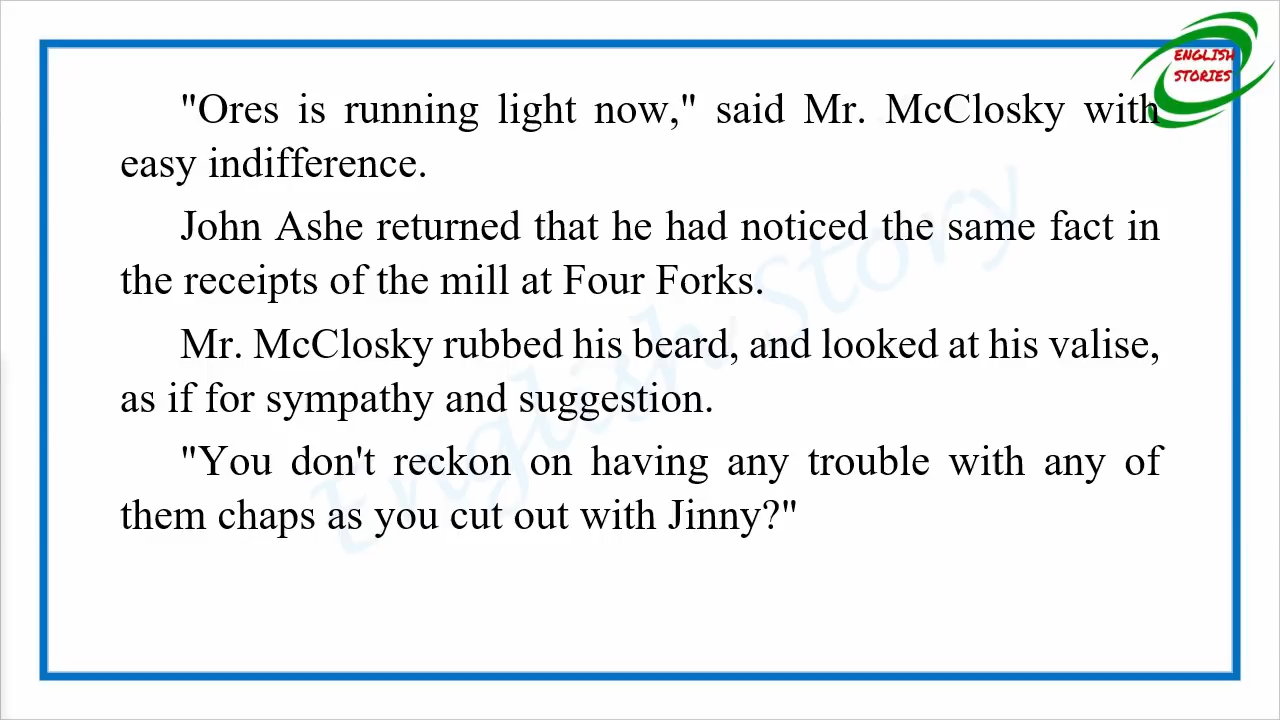 ENGLISH
STORIES
"Ores is running light now," said Mr. McClosky with
easy indifference.
John Ashe returned that he had noticed the same fact in
the receipts of the mill at Four Forks.
Mr. McClosky rubbed his beard, and looked at his valise,
as if for sympathy and suggestion.
"You don't reckon on having any trouble with any of
them chaps as you cut out with Jinny?"
English Story